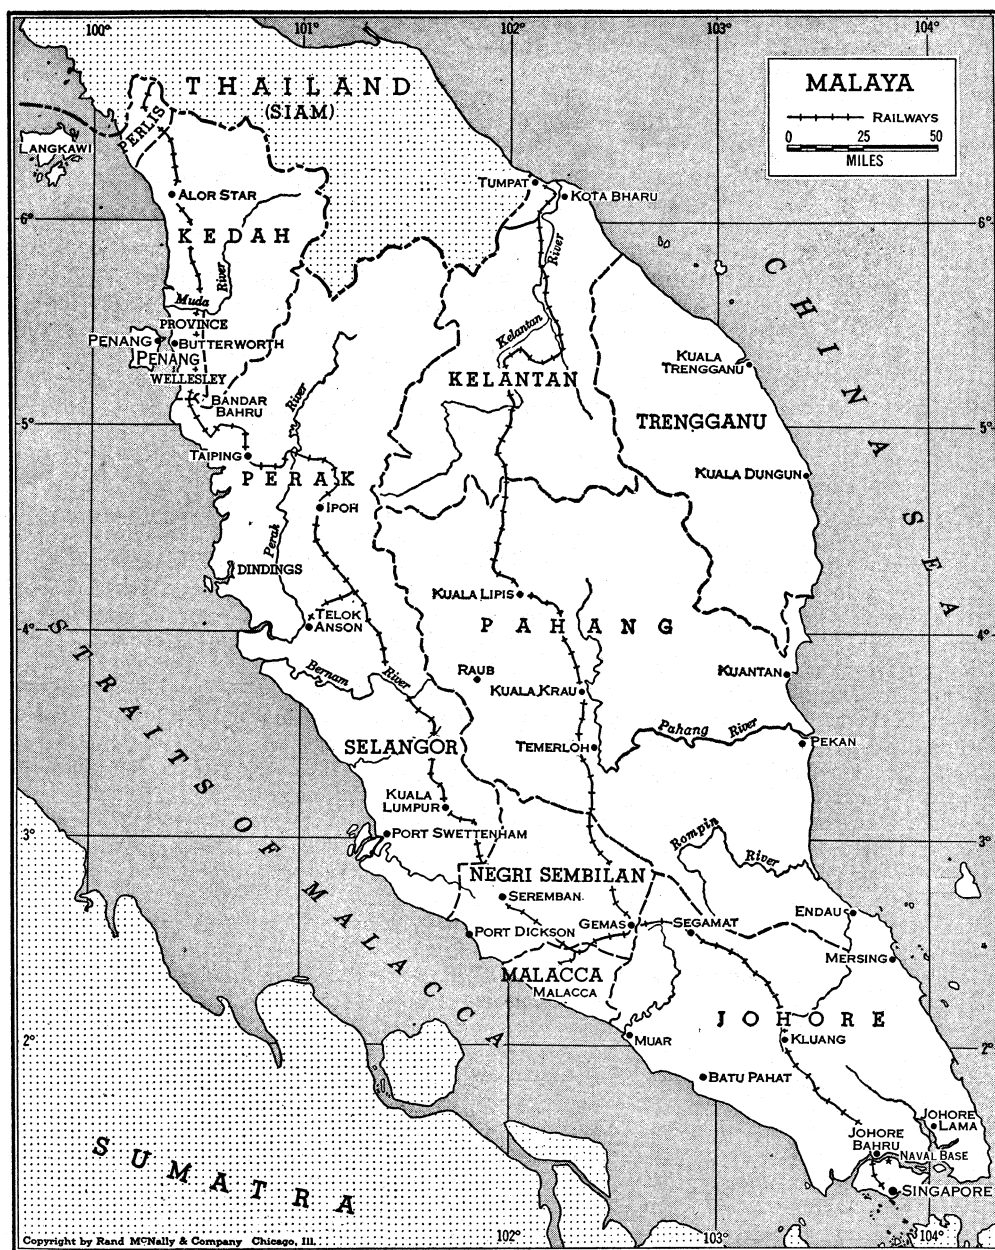 100°
101°
102°
103°
104°
THAILAND
(SIAM)
MALAYA
RAILWAYS
0 25 50
MILES
PERLIS
LANGKAWI
ALOR STAR
TUMPAT
KOTA BHARU
6°
6°
KEDAH
River
Muda
River
Kelantan
CHINA SEA
PROVINCE
PENANG
BUTTERWORTH
PENANG
WELLESLEY
KUALA
TRENGGANU
KELANTAN
BANDAR
BAHRU
River
TRENGGANU
5°
5°
TAIPING
PERAK
KUALA DUNGUN
IPOH
Perak
DINDINGS
KUALA LIPIS
TELOK
ANSON
PAHANG
4°
4°
STRAITS OF MALACCA
Bernam
River
RAUB
KUALA KRAU
KUANTAN
SELANGOR
TEMERLOH
Pahang River
PEKAN
KUALA
LUMPUR
3°
3°
PORT SWETTENHAM
Rompin
River
NEGRI SEMBILAN
SEREMBAN
GEMAS
SEGAMAT
ENDAU
PORT DICKSON
MERSING
MALACCA
MALACCA
JOHORE
2°
2°
MUAR
KLUANG
BATU PAHAT
JOHORE
LAMA
JOHORE
BAHRU
NAVAL BASE
SINGAPORE
SUMATRA
Copyright by Rand McNally & Company Chicago, Ill.
102°
103°
104°